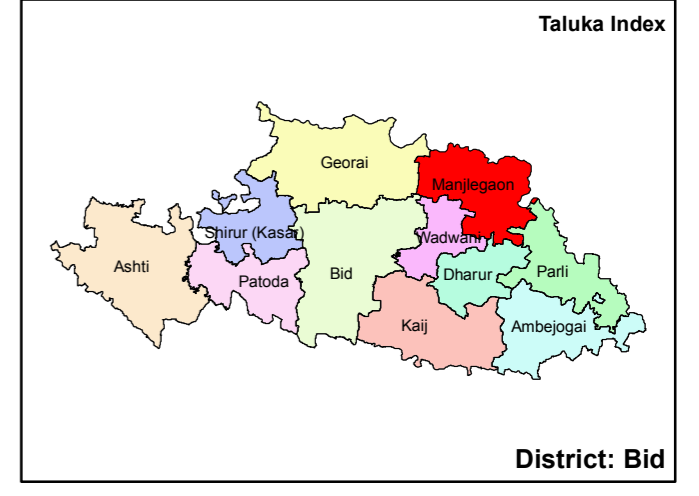 Taluka Index
Georai
Manjlegaon
Shirur (Kasar)
Wadwani
Ashti
Patoda
Bid
Dharur
Parli
Kaij
Ambejogai
District: Bid